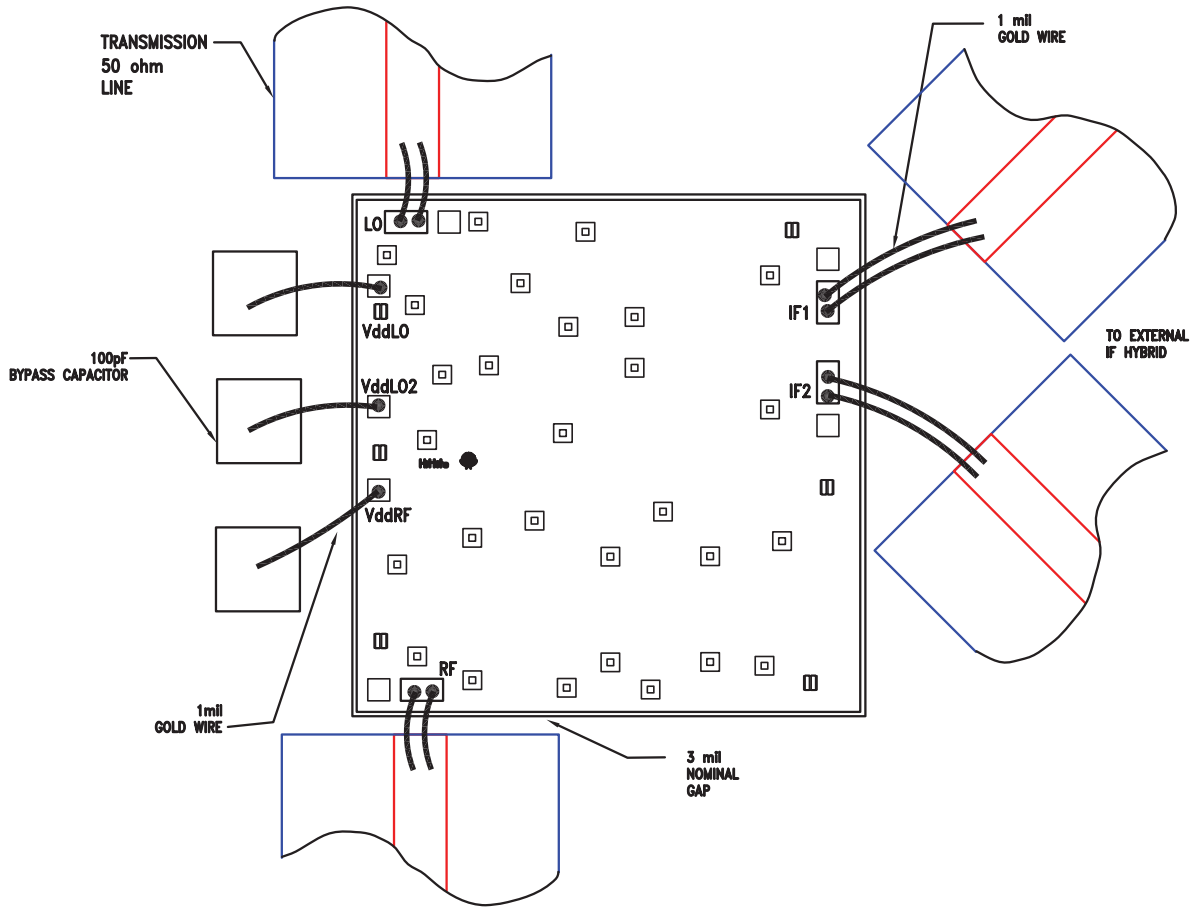 TRANSMISSION
50 ohm
LINE
1 mil
GOLD WIRE
LO
VddLO
IF1
TO EXTERNAL
IF HYBRID
100pF
BYPASS CAPACITOR
VddLO2
IF2
VddRF
RF
1mil
GOLD WIRE
3 mil
NOMINAL
GAP